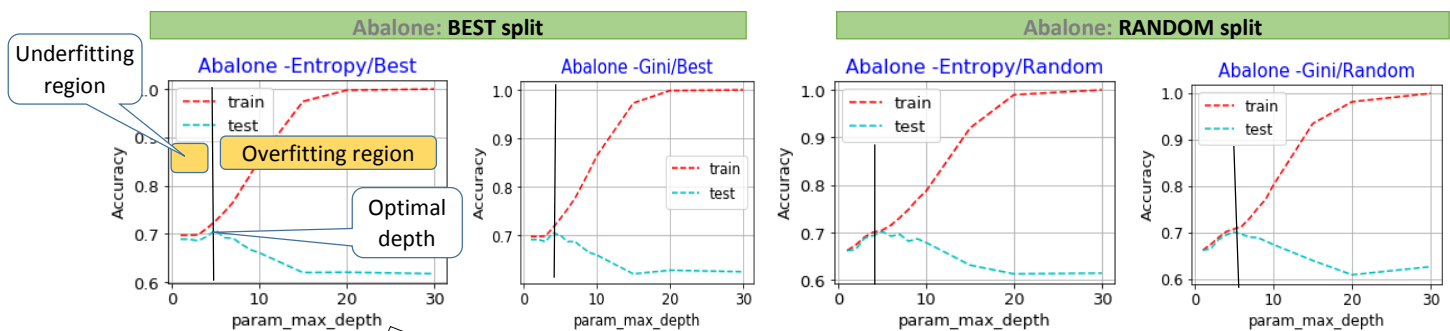 Abalone: BEST split
Abalone: RANDOM split
Underfitting
region
Abalone -Entropy/Best
1.0
0.9
0.8
0.7
0.6
Accuracy
train
test
Overfitting region
Optimal
depth
0
10
20
30
param_max_depth
Abalone -Gini/Best
1.0
0.9
0.8
0.7
Accuracy
train
test
0
10
20
30
param_max_depth
Abalone -Entropy/Random
1.0
0.9
0.8
0.7
0.6
Accuracy
train
test
0
10
20
30
param_max_depth
Abalone -Gini/Random
1.0
0.9
0.8
0.7
0.6
Accuracy
train
test
0
10
20
30
param_max_depth